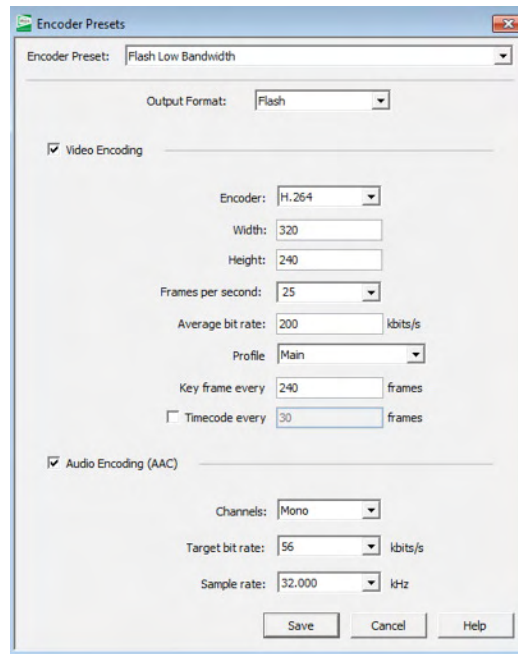 Encoder Presets
Encoder Preset: Flash Low Bandwidth
Output Format: Flash
Video Encoding
Encoder: H.264
Width: 320
Height: 240
Frames per second: 25
Average bit rate: 200 kbits/s
Profile Main
Key frame every 240 frames
Timecode every 30 frames
Audio Encoding (AAC)
Channels: Mono
Target bit rate: 56 kbits/s
Sample rate: 32.000 kHz
Save Cancel Help